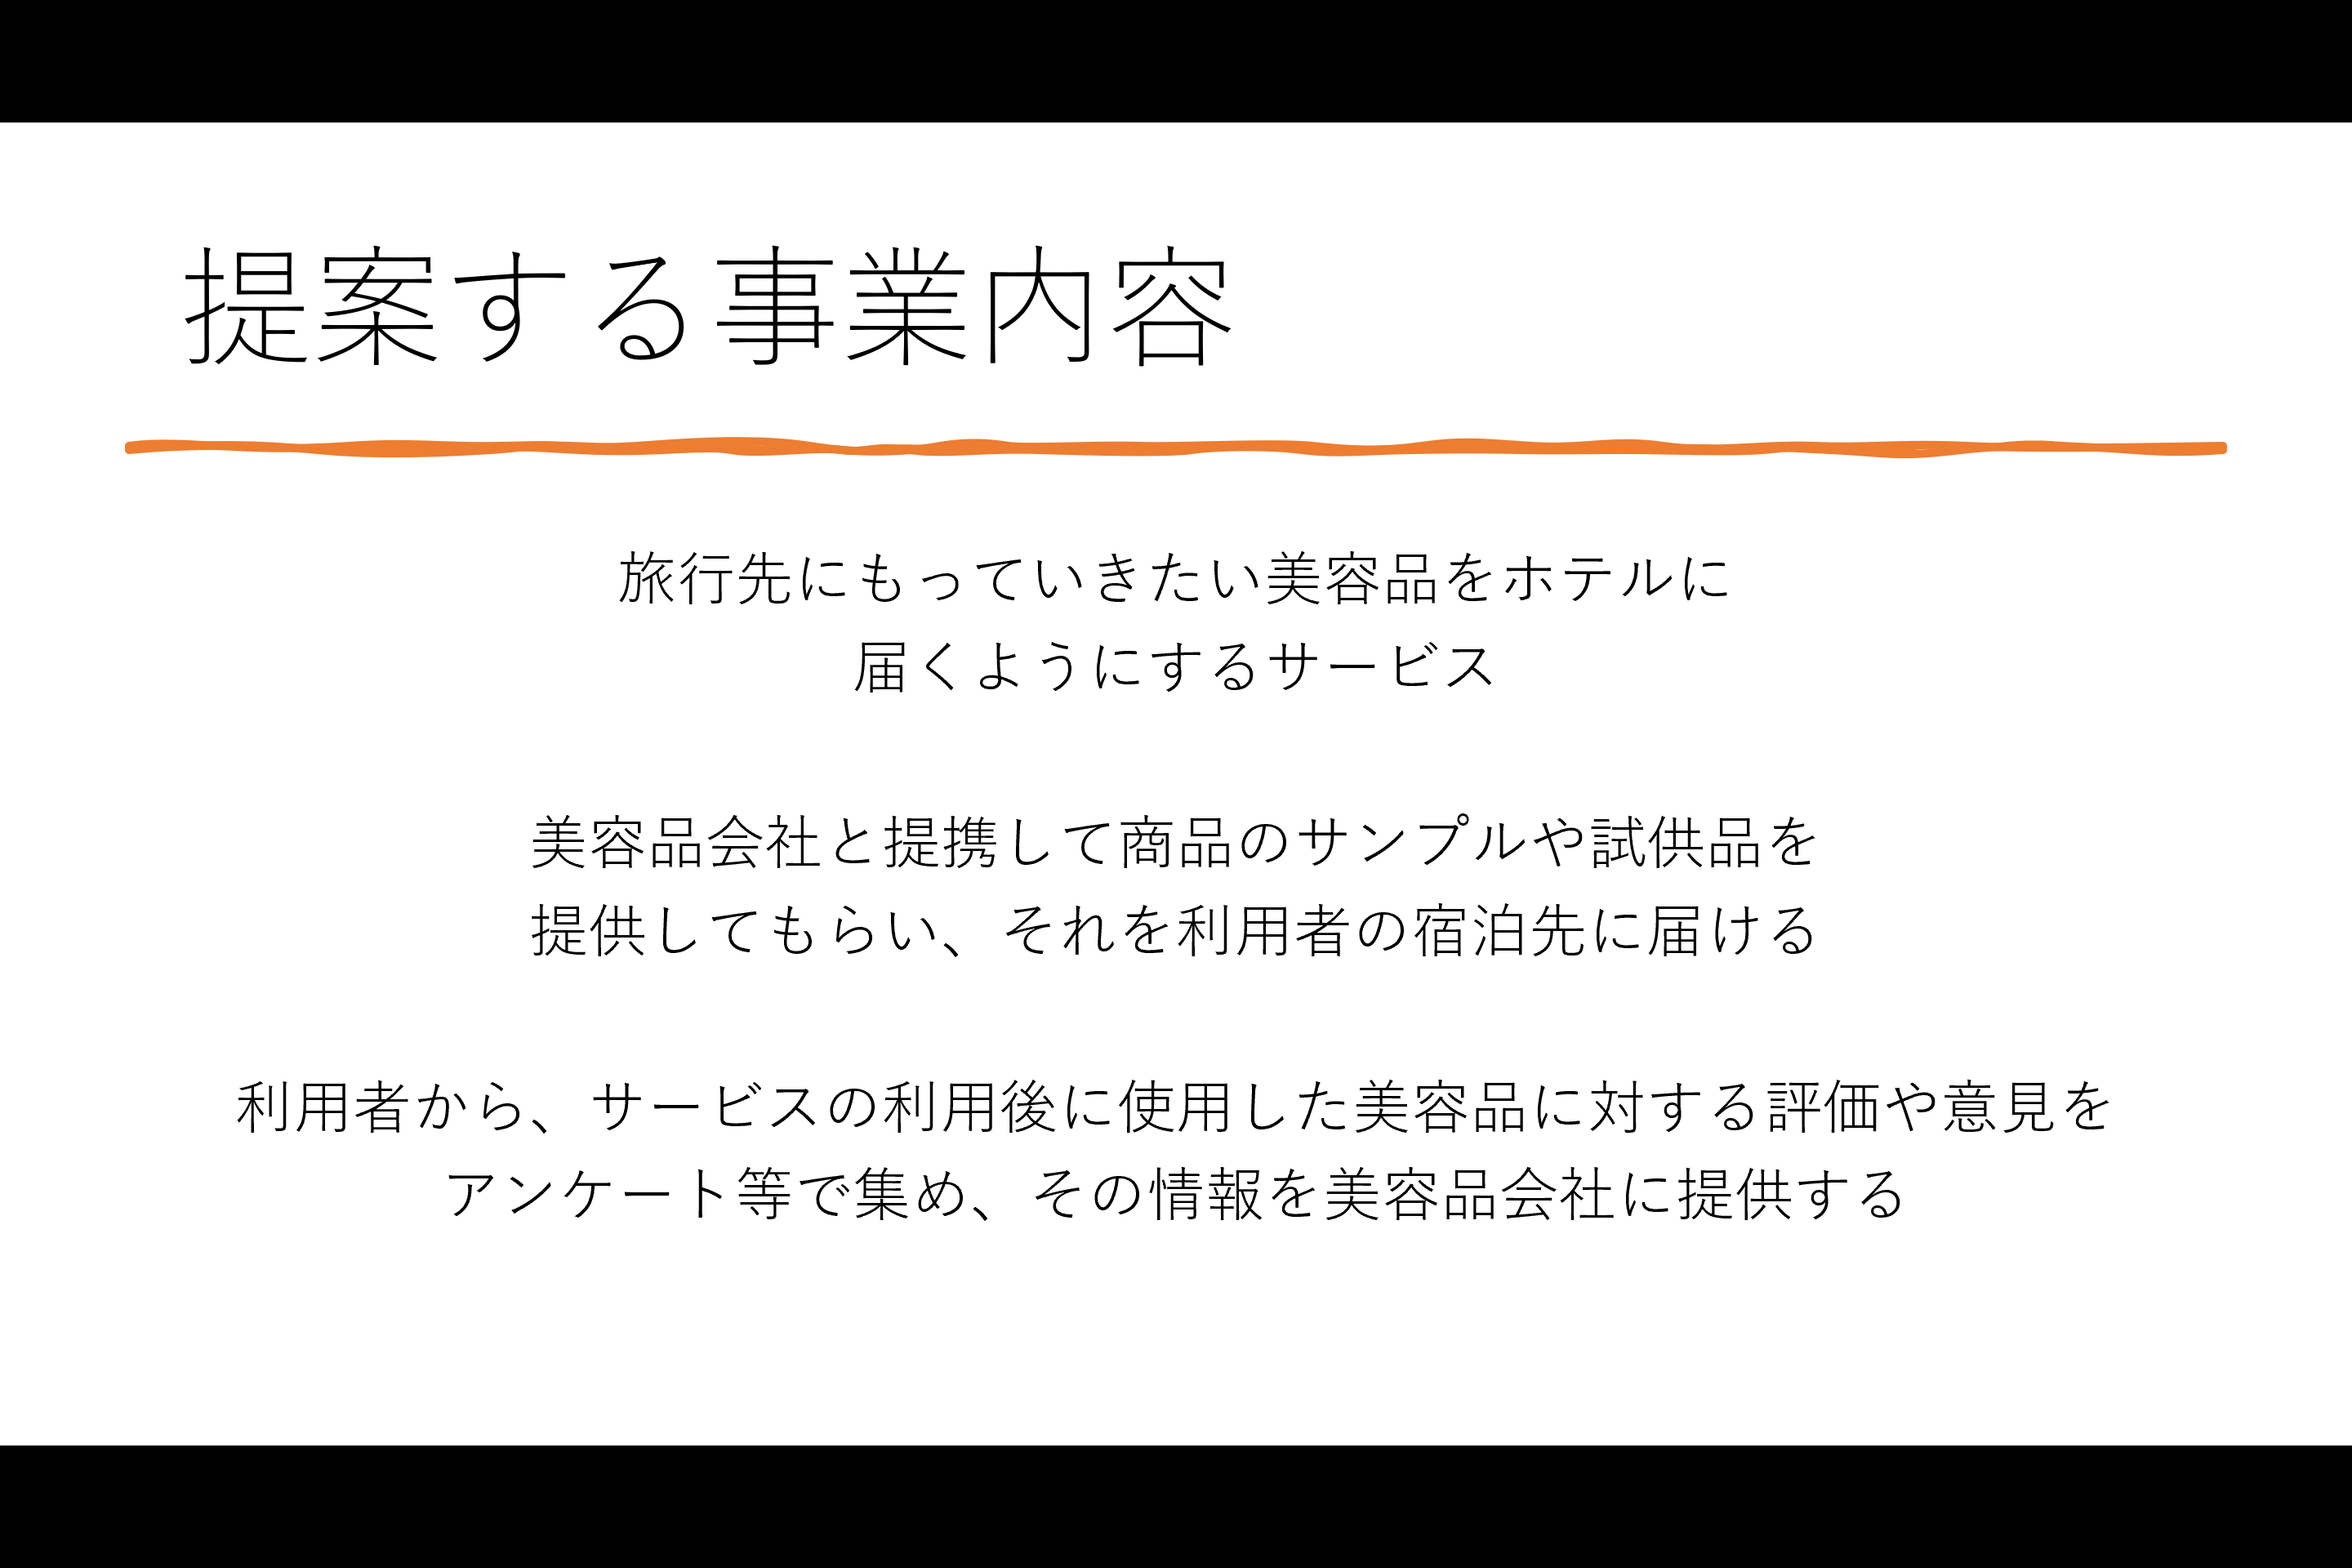 提案する事業内容
旅行先にもっていきたい美容品をホテルに
届くようにするサービス
美容品会社と提携して商品のサンプルや試供品を
提供してもらい、それを利用者の宿泊先に届ける
利用者から、サービスの利用後に使用した美容品に対する評価や意見を
アンケート等で集め、その情報を美容品会社に提供する